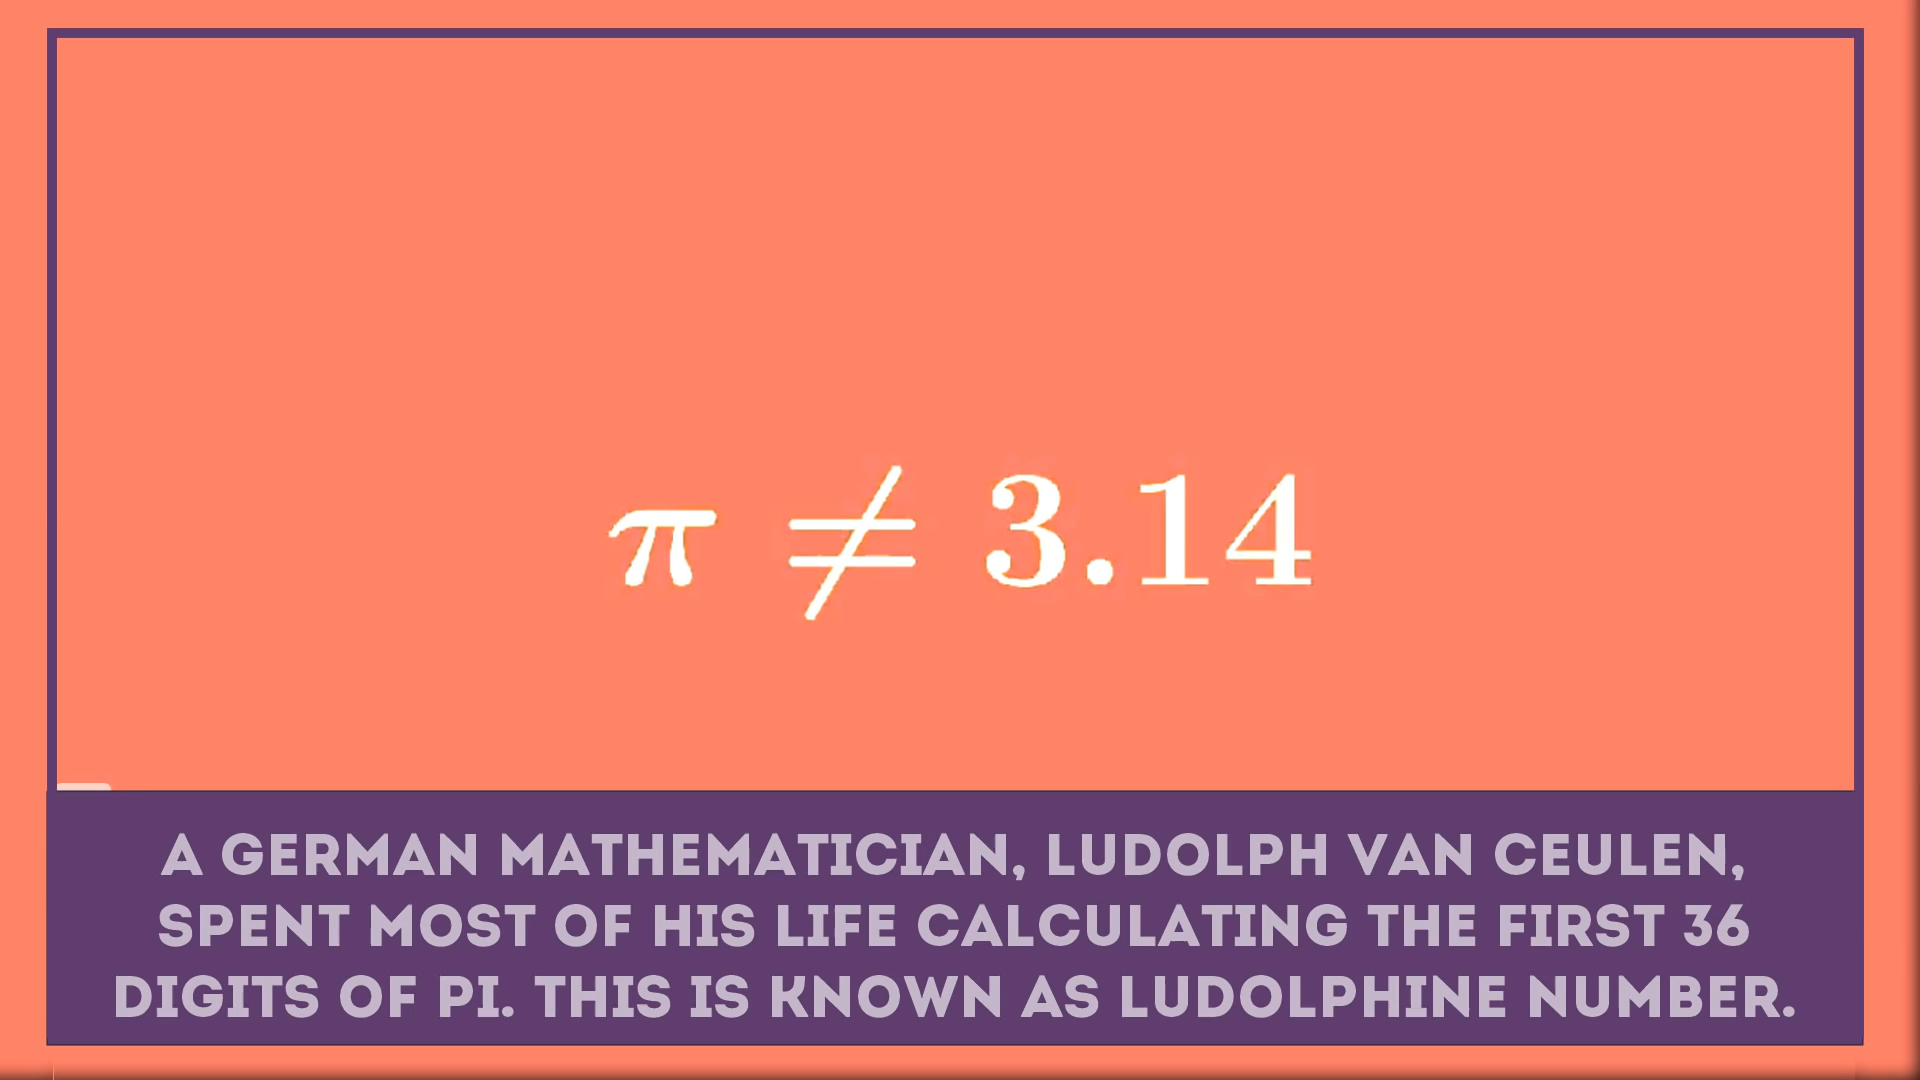 π ≠ 3.14
A GERMAN MATHEMATICIAN, LUDOLPH VAN CEULEN,
SPENT MOST OF HIS LIFE CALCULATING THE FIRST 36
DIGITS OF PI. THIS IS KNOWN AS LUDOLPHINE NUMBER.